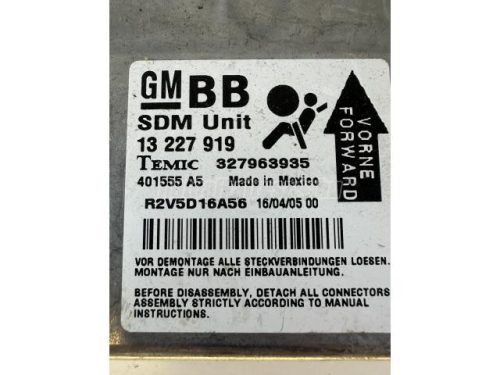 GM BB
SDM Unit
13 227 919
TEMIC 327963935
401555 A5 Made in Mexico
R2V5D16A56 16/04/05 00
VORNE
FORWARD
VOR DEMONTAGE ALLE STECKVERBINDUNGEN LOESEN.
MONTAGE NUR NACH EINBAUANLEITUNG.
BEFORE DISASSEMBLY, DETACH ALL CONNECTORS
ASSEMBLY STRICTLY ACCORDING TO MANUAL
INSTRUCTIONS.